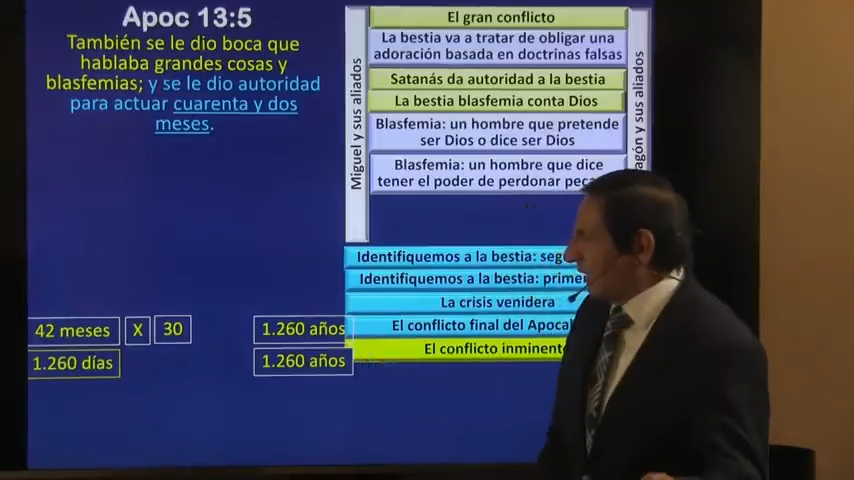 Apoc 13:5
También se le dio boca que
hablaba grandes cosas y
blasfemias; y se le dio autoridad
para actuar cuarenta y dos
meses.
42 meses X 30
1.260 años
1.260 días
1.260 años
Miguel y sus aliados
El gran conflicto
La bestia va a tratar de obligar una
adoración basada en doctrinas falsas
Satanás da autoridad a la bestia
La bestia blasfemia conta Dios
Blasfemia: un hombre que pretende
ser Dios o dice ser Dios
Blasfemia: un hombre que dice
tener el poder de perdonar
y sus aliados
Identifiquemos a la bestia:
Identifiquemos a la bestia:
La crisis venidera
El conflicto final del
El conflicto inminente